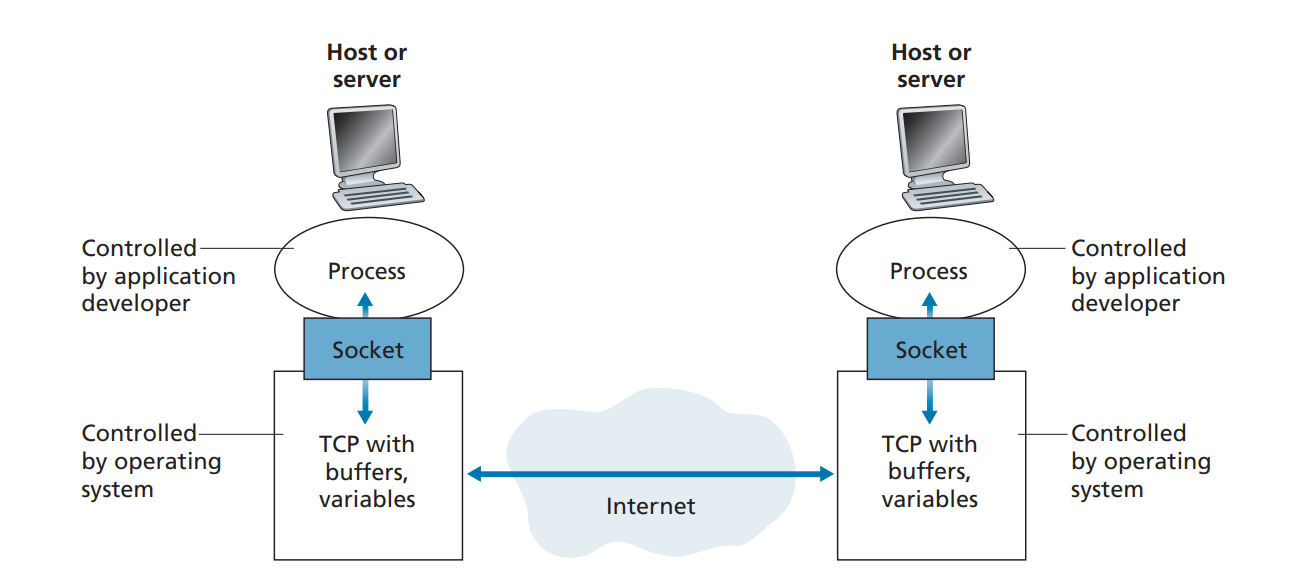 Host or
server
Host or
server
Controlled
by application
developer
Process
Process
Controlled
by application
developer
Socket
Socket
Controlled
by operating
system
TCP with
buffers,
variables
Internet
TCP with
buffers,
variables
Controlled
by operating
system